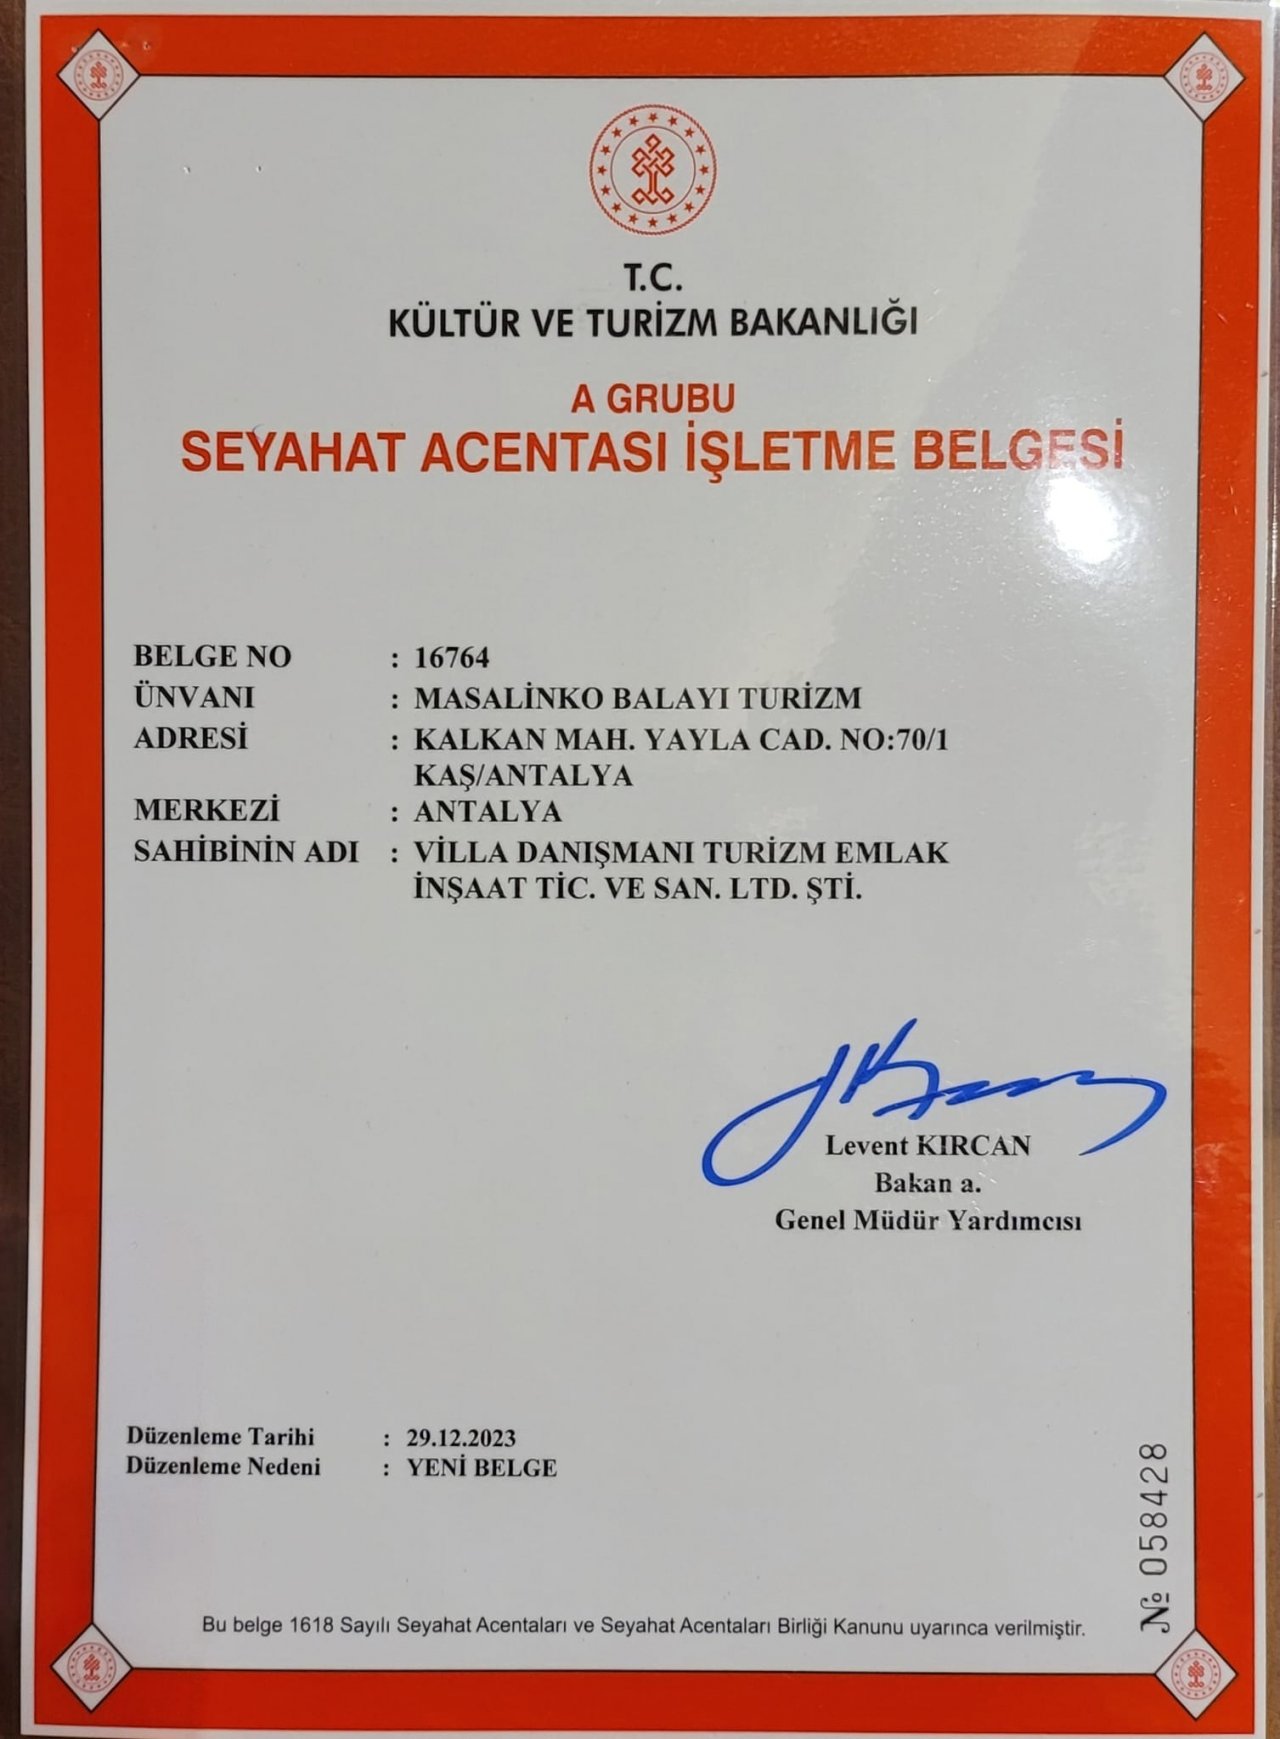 T.C.
KÜLTÜR VE TURİZM BAKANLIĞI
A GRUBU
SEYAHAT ACENTASI İŞLETME BELGESİ
BELGE NO : 16764
ÜNVANI : MASALİNKO BALAYI TURİZM
ADRESİ : KALKAN MAH. YAYLA CAD. NO:70/1
KAŞ/ANTALYA
MERKEZİ : ANTALYA
SAHİBİNİN ADI : VİLLA DANIŞMANI TURİZM EMLAK
İNŞAAT TİC. VE SAN. LTD. ŞTİ.
Levent KIRCAN
Bakan a.
Genel Müdür Yardımcısı
Düzenleme Tarihi : 29.12.2023
Düzenleme Nedeni : YENİ BELGE
№ 058428
Bu belge 1618 Sayılı Seyahat Acentaları ve Seyahat Acentaları Birliği Kanunu uyarınca verilmiştir.